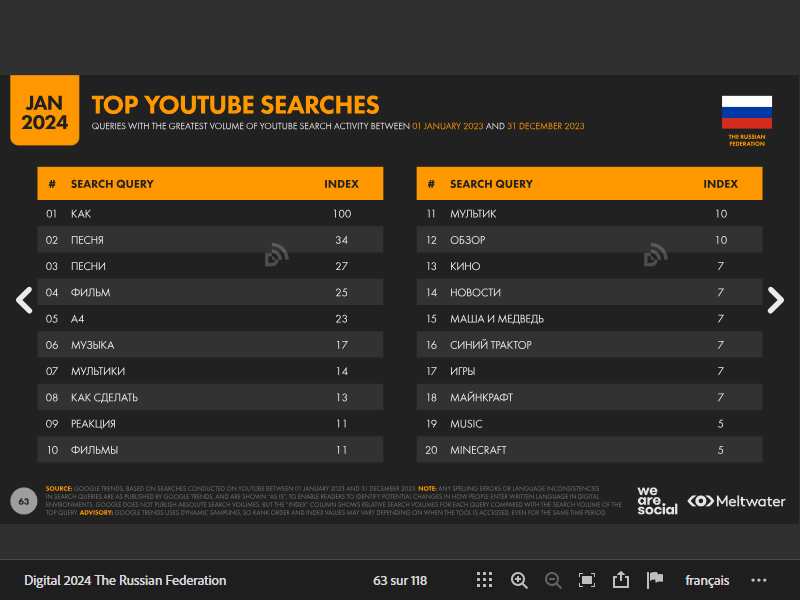 JAN
2024
TOP YOUTUBE SEARCHES
QUERIES WITH THE GREATEST VOLUME OF YOUTUBE SEARCH ACTIVITY BETWEEN 01 JANUARY 2023 AND 31 DECEMBER 2023
THE RUSSIAN
FEDERATION
# SEARCH QUERY INDEX
01 КАК 100
02 ПЕСНЯ 34
03 ПЕСНИ 27
04 ФИЛЬМ 25
05 А4 23
06 МУЗЫКА 17
07 МУЛЬТИКИ 14
08 КАК СДЕЛАТЬ 13
09 РЕАКЦИЯ 11
10 ФИЛЬМЫ 11
# SEARCH QUERY INDEX
11 МУЛЬТИК 10
12 ОБЗОР 10
13 КИНО 7
14 НОВОСТИ 7
15 МАША И МЕДВЕДЬ 7
16 СИНИЙ ТРАКТОР 7
17 ИГРЫ 7
18 МАЙНКРАФТ 7
19 MUSIC 5
20 MINECRAFT 5
63
SOURCE: GOOGLE TRENDS, BASED ON SEARCHES CONDUCTED ON YOUTUBE BETWEEN 01 JANUARY 2023 AND 31 DECEMBER 2023. NOTE: ANY SPELLING ERRORS OR LANGUAGE INCONSISTENCIES
IN SEARCH QUERIES ARE AS PUBLISHED BY GOOGLE TRENDS, AND ARE SHOWN "AS IS", TO ENABLE READERS TO IDENTIFY POTENTIAL CHANGES IN HOW PEOPLE ENTER WRITTEN LANGUAGE IN DIGITAL
ENVIRONMENTS. GOOGLE DOES NOT PUBLISH ABSOLUTE SEARCH VOLUMES, BUT THE "INDEX" COLUMN SHOWS RELATIVE SEARCH VOLUMES FOR EACH QUERY COMPARED WITH THE SEARCH VOLUME OF THE
TOP QUERY. ADVISORY: GOOGLE TRENDS USES DYNAMIC SAMPLING, SO RANK ORDER AND INDEX VALUES MAY VARY DEPENDING ON WHEN THE TOOL IS ACCESSED, EVEN FOR THE SAME TIME PERIOD.
we
are.
social
Meltwater
Digital 2024 The Russian Federation 63 sur 118 français